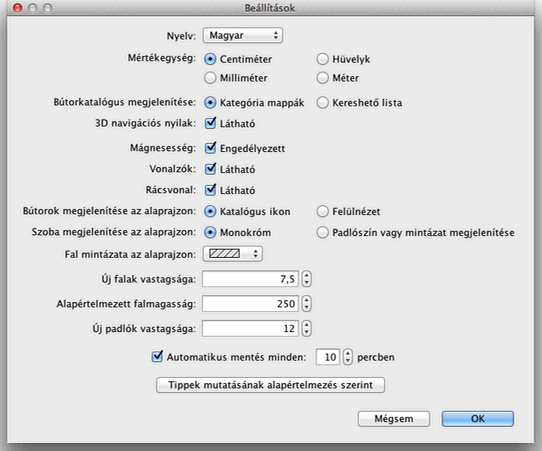 Beállítások
Nyelv: Magyar
Mértékegység: Centiméter Hüvelyk
Milliméter Méter
Bútorkatalógus megjelenítése: Kategória mappák Kereshető lista
3D navigációs nyilak: Látható
Mágnesesség: Engedélyezett
Vonalzók: Látható
Rácsvonal: Látható
Bútorok megjelenítése az alaprajzon: Katalógus ikon Felülnézet
Szoba megjelenítése az alaprajzon: Monokróm Padlószín vagy mintázat megjelenítése
Fal mintázata az alaprajzon:
Új falak vastagsága: 7,5
Alapértelmezett falmagasság: 250
Új padlók vastagsága: 12
Automatikus mentés minden: 10 percben
Tippek mutatásának alapértelmezés szerint
Mégsem OK